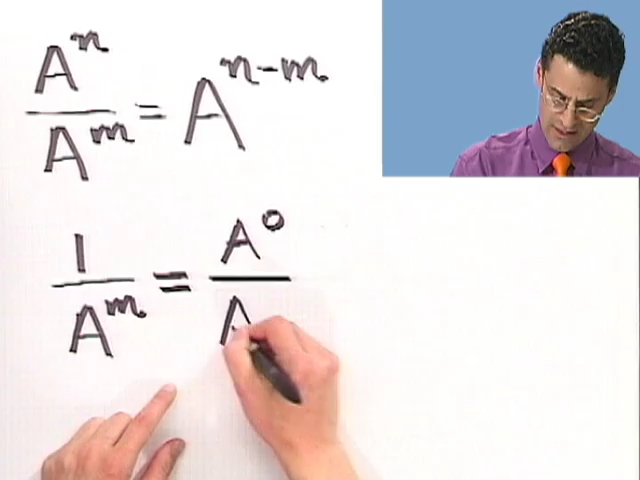 A^n / A^m = A^(n-m)
1 / A^m = A^0 / A